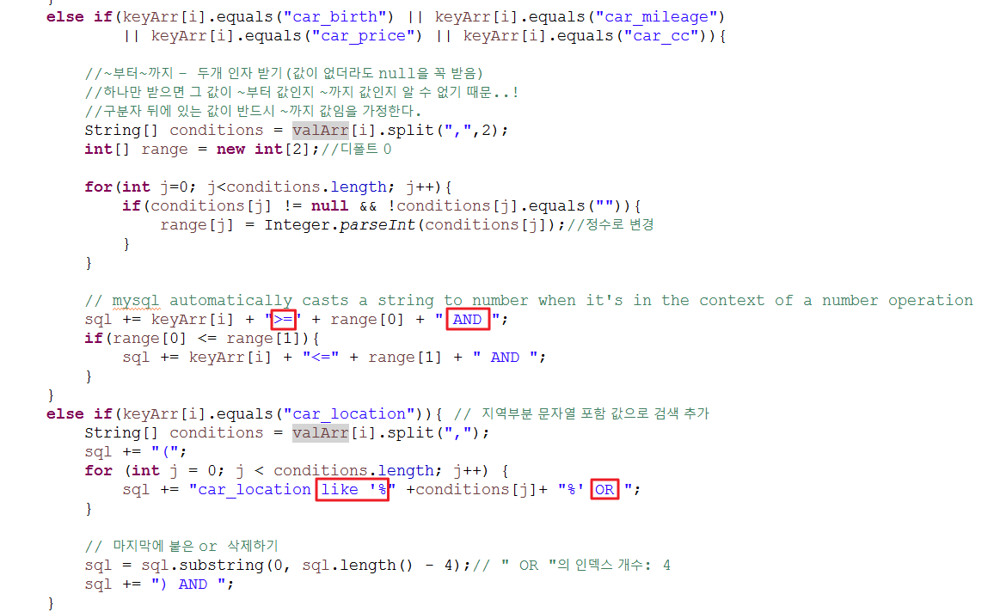 }
else if(keyArr[i].equals("car_birth") || keyArr[i].equals("car_mileage")
|| keyArr[i].equals("car_price") || keyArr[i].equals("car_cc")){
//~부터~까지 - 두개 인자 받기(값이 없더라도 null을 꼭 받음)
//하나만 받으면 그 값이 ~부터 값인지 ~까지 값인지 알 수 없기 때문..!
//구분자 뒤에 있는 값이 반드시 ~까지 값임을 가정한다.
String[] conditions = valArr[i].split(",",2);
int[] range = new int[2];//디폴트 0
for(int j=0; j<conditions.length; j++){
if(conditions[j] != null && !conditions[j].equals("")){
range[j] = Integer.parseInt(conditions[j]);//정수로 변경
}
}
// mysql automatically casts a string to number when it's in the context of a number operation
sql += keyArr[i] + ">=" + range[0] + " AND ";
if(range[0] <= range[1]){
sql += keyArr[i] + "<=" + range[1] + " AND ";
}
}
else if(keyArr[i].equals("car_location")){ // 지역부분 문자열 포함 값으로 검색 추가
String[] conditions = valArr[i].split(",");
sql += "(";
for (int j = 0; j < conditions.length; j++) {
sql += "car_location like '%" +conditions[j]+ "%' OR ";
}
// 마지막에 붙은 or 삭제하기
sql = sql.substring(0, sql.length() - 4);// " OR "의 인덱스 개수: 4
sql += ") AND ";
}